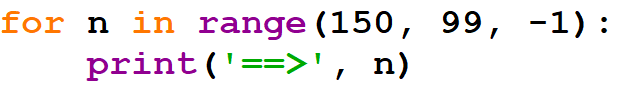 for n in range(150, 99, -1):
    print('==>', n)